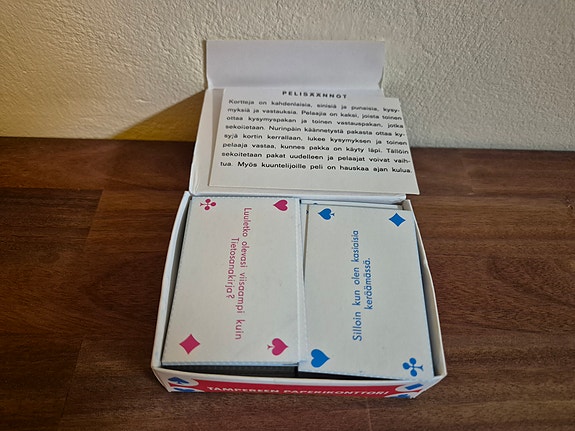 PELISÄÄNNÖT
Kortteja on kahdenlaisia, sinisiä ja punaisia, kysy-
myksiä ja vastauksia. Pelaajia on kaksi, joista toinen
ottaa kysymyspakan ja toinen vastauspakan, jotka
sekoitetaan. Nurinpäin käännetystä pakasta ottaa ky-
syjä kortin kerrallaan, lukee kysymyksen ja toinen
pelaaja vastaa, kunnes pakka on käyty läpi. Tällöin
sekoitetaan pakat uudelleen ja pelaajat voivat vaih-
tua. Myös kuuntelijoille peli on hauskaa ajan kulua.
Luuletko olevasi viisaampi kuin
Tietosanakirja?
Silloin kun olen kasiaisia
keräämässä.
TAMPEREEN PAPERIKONTTORI